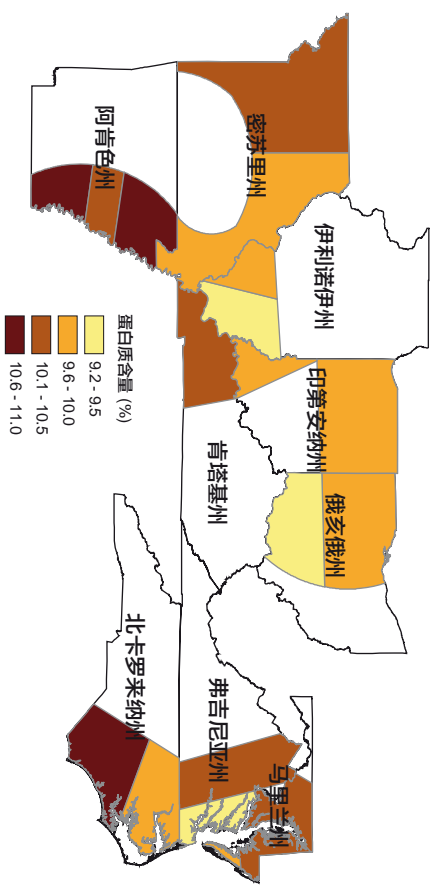 密苏里州
伊利诺伊州
印第安纳州
俄亥俄州
马里兰州
阿肯色州
肯塔基州
弗吉尼亚州
北卡罗来纳州
蛋白质含量 (%)
9.2 - 9.5
9.6 - 10.0
10.1 - 10.5
10.6 - 11.0